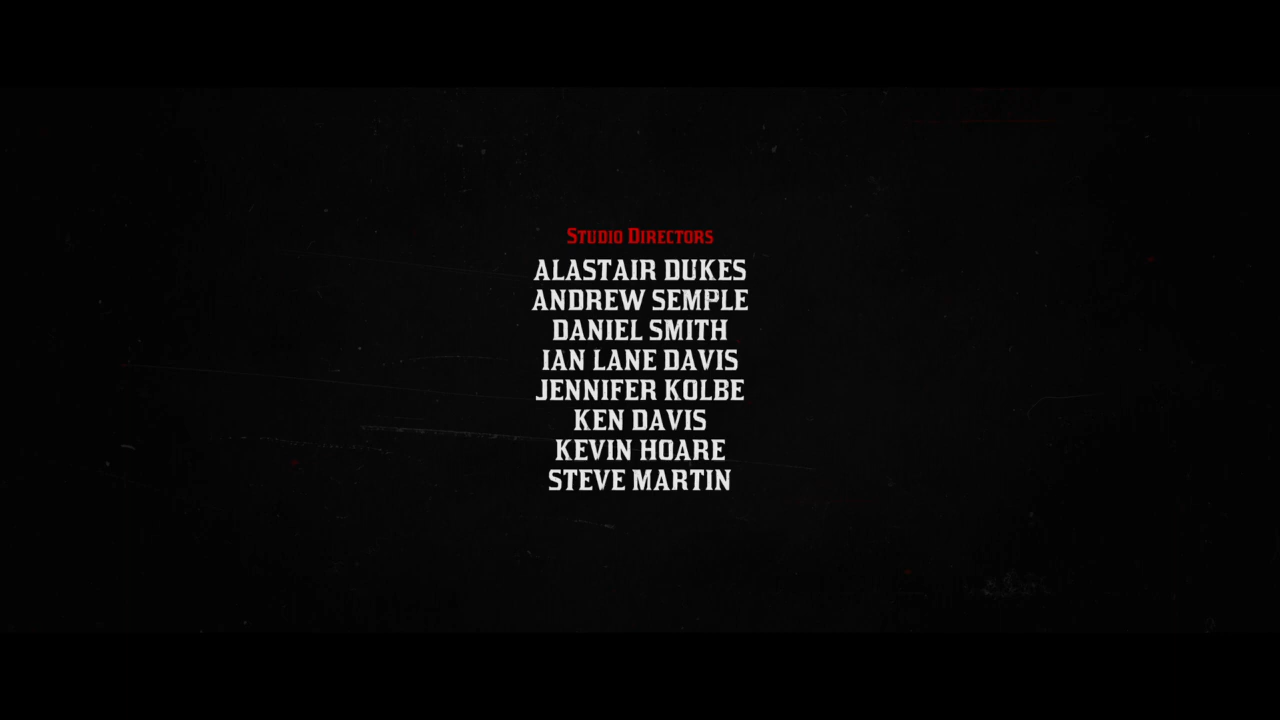 Studio Directors
ALASTAIR DUKES
ANDREW SEMPLE
DANIEL SMITH
IAN LANE DAVIS
JENNIFER KOLBE
KEN DAVIS
KEVIN HOARE
STEVE MARTIN